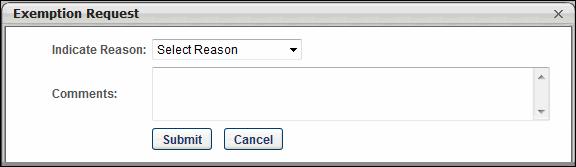 Exemption Request
Indicate Reason: Select Reason
Comments:
Submit Cancel